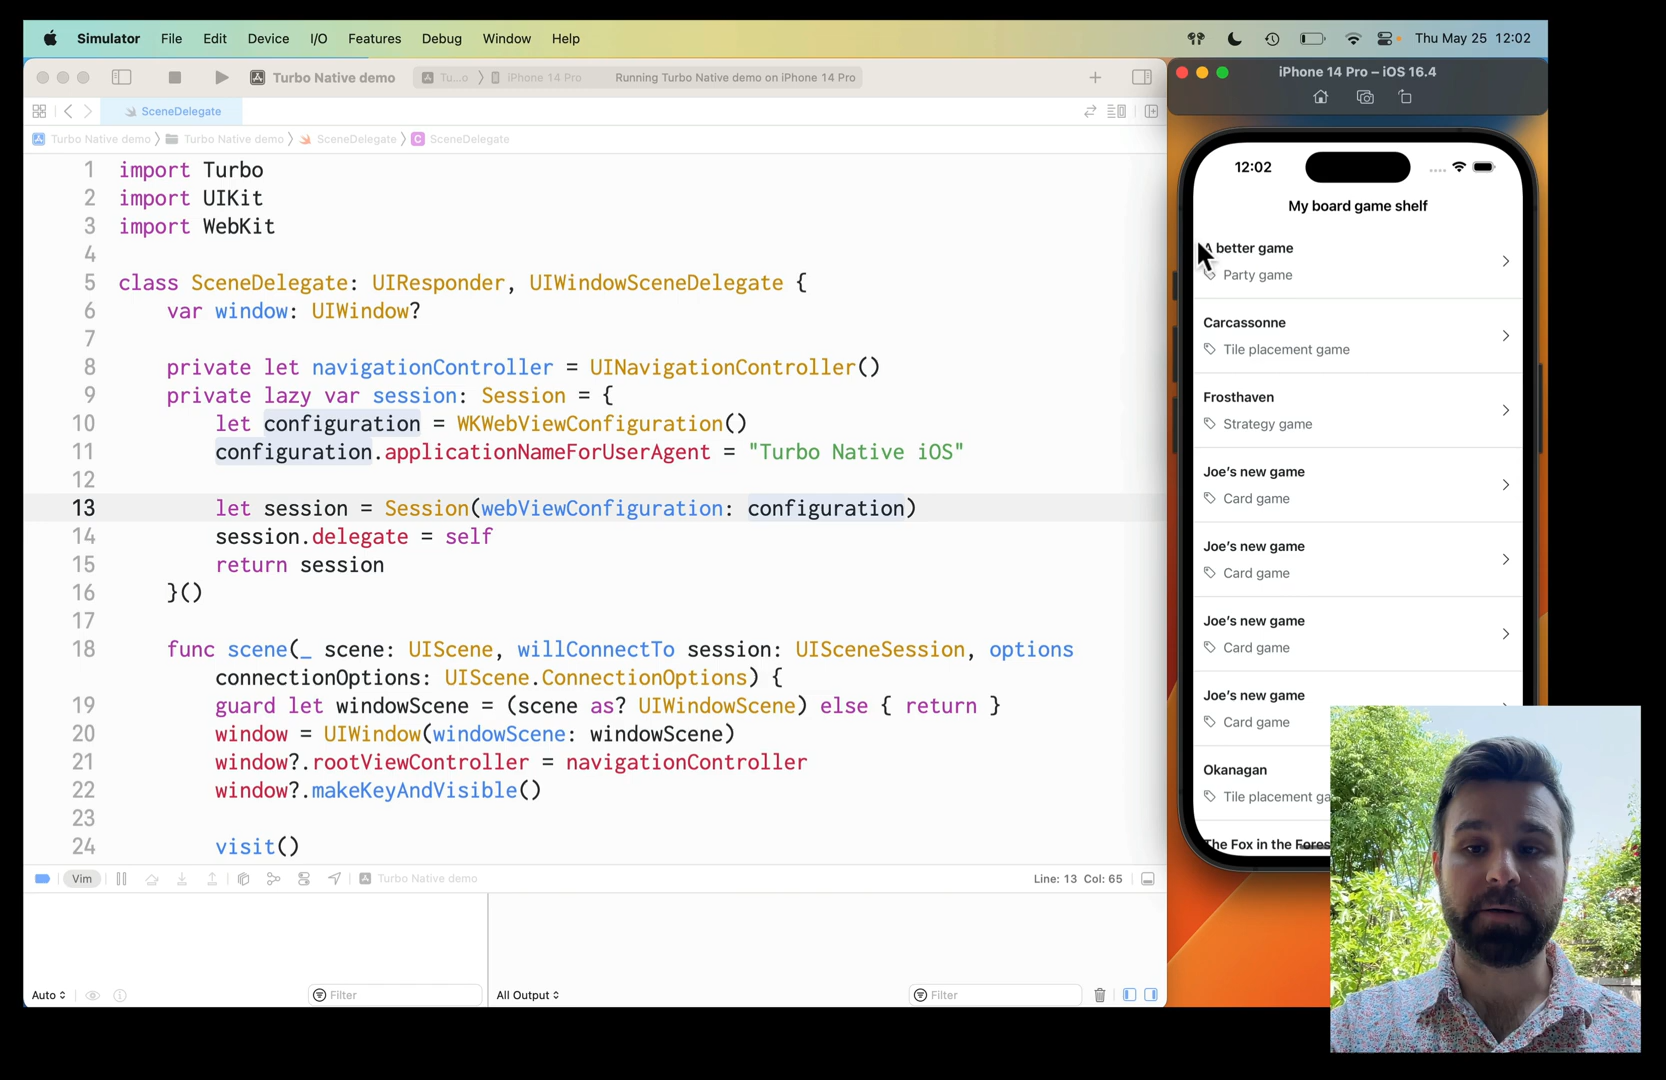 Simulator File Edit Device I/O Features Debug Window Help Thu May 25 12:02
Turbo Native demo Tu...o iPhone 14 Pro Running Turbo Native demo on iPhone 14 Pro
SceneDelegate
Turbo Native demo Turbo Native demo SceneDelegate C SceneDelegate
1 import Turbo
2 import UIKit
3 import WebKit
4
5 class SceneDelegate: UIResponder, UIWindowSceneDelegate {
6 var window: UIWindow?
7
8 private let navigationController = UINavigationController()
9 private lazy var session: Session = {
10 let configuration = WKWebViewConfiguration()
11 configuration.applicationNameForUserAgent = "Turbo Native iOS"
12
13 let session = Session(webViewConfiguration: configuration)
14 session.delegate = self
15 return session
16 }()
17
18 func scene(_ scene: UIScene, willConnectTo session: UISceneSession, options
connectionOptions: UIScene.ConnectionOptions) {
19 guard let windowScene = (scene as? UIWindowScene) else { return }
20 window = UIWindow(windowScene: windowScene)
21 window?.rootViewController = navigationController
22 window?.makeKeyAndVisible()
23
24 visit()
Vim Turbo Native demo Line: 13 Col: 65
Auto Filter All Output Filter
iPhone 14 Pro – iOS 16.4
12:02
My board game shelf
A better game
Party game
Carcassonne
Tile placement game
Frosthaven
Strategy game
Joe's new game
Card game
Joe's new game
Card game
Joe's new game
Card game
Joe's new game
Card game
Okanagan
Tile placement ga
The Fox in the Forest